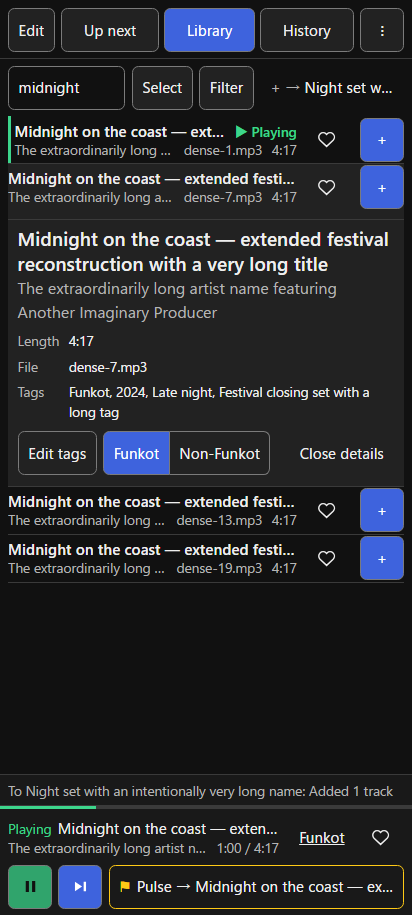 Edit Up next Library History ⋮
midnight Select Filter + → Night set w...
Midnight on the coast — ext... ▶ Playing
The extraordinarily long ... dense-1.mp3 4:17 +
Midnight on the coast — extended festi...
The extraordinarily long a... dense-7.mp3 4:17 +
Midnight on the coast — extended festival
reconstruction with a very long title
The extraordinarily long artist name featuring
Another Imaginary Producer
Length 4:17
File dense-7.mp3
Tags Funkot, 2024, Late night, Festival closing set with a
long tag
Edit tags Funkot Non-Funkot Close details
Midnight on the coast — extended festi...
The extraordinarily long ... dense-13.mp3 4:17 +
Midnight on the coast — extended festi...
The extraordinarily long ... dense-19.mp3 4:17 +
To Night set with an intentionally very long name: Added 1 track
Playing Midnight on the coast — exten...
The extraordinarily long artist n... 1:00 / 4:17 Funkot
Pulse → Midnight on the coast — ex...